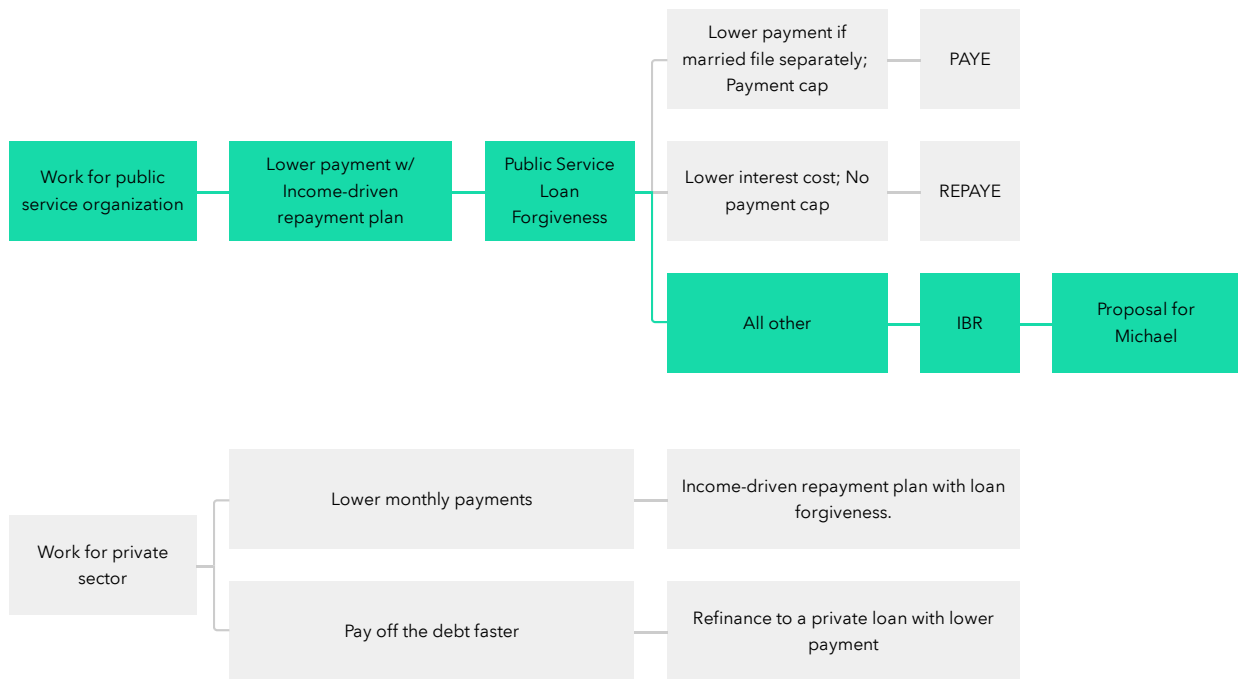 Lower payment if
married file separately;
Payment cap
PAYE
Work for public
service organization
Lower payment w/
Income-driven
repayment plan
Public Service
Loan
Forgiveness
Lower interest cost; No
payment cap
REPAYE
All other
IBR
Proposal for
Michael
Work for private
sector
Lower monthly payments
Income-driven repayment plan with loan
forgiveness.
Pay off the debt faster
Refinance to a private loan with lower
payment